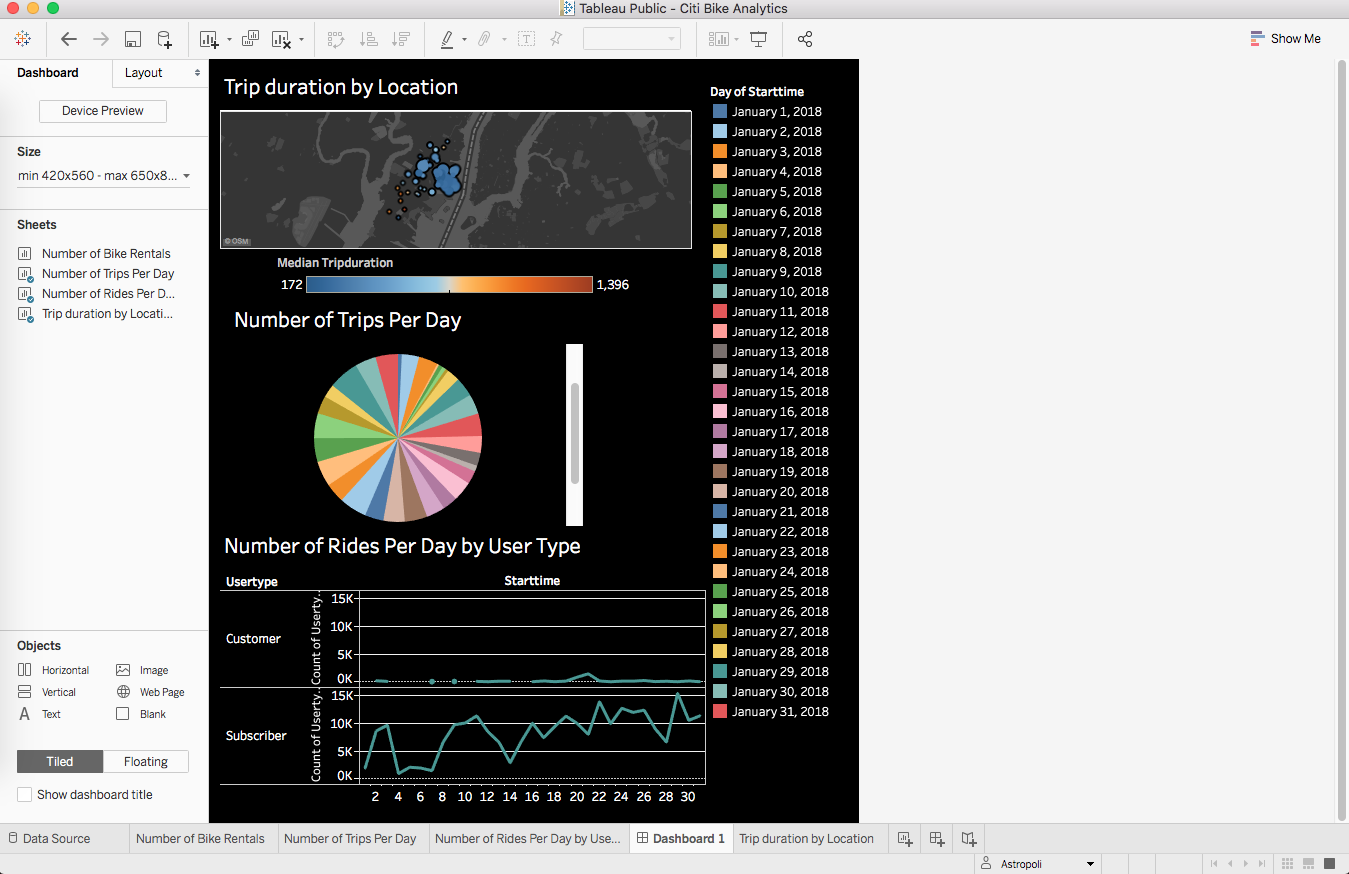 Tableau Public - Citi Bike Analytics
Show Me
Dashboard
Layout
Device Preview
Size
min 420x560 - max 650x8...
Sheets
Number of Bike Rentals
Number of Trips Per Day
Number of Rides Per D...
Trip duration by Locati...
Objects
Horizontal
Image
Vertical
Web Page
A Text
Blank
Tiled
Floating
Show dashboard title
Trip duration by Location
© OSM
Median Tripduration
172
1,396
Number of Trips Per Day
Number of Rides Per Day by User Type
Usertype
Starttime
Customer
Count of Userty..
15K
10K
5K
0K
Subscriber
Count of Userty..
15K
10K
5K
0K
2 4 6 8 10 12 14 16 18 20 22 24 26 28 30
Day of Starttime
January 1, 2018
January 2, 2018
January 3, 2018
January 4, 2018
January 5, 2018
January 6, 2018
January 7, 2018
January 8, 2018
January 9, 2018
January 10, 2018
January 11, 2018
January 12, 2018
January 13, 2018
January 14, 2018
January 15, 2018
January 16, 2018
January 17, 2018
January 18, 2018
January 19, 2018
January 20, 2018
January 21, 2018
January 22, 2018
January 23, 2018
January 24, 2018
January 25, 2018
January 26, 2018
January 27, 2018
January 28, 2018
January 29, 2018
January 30, 2018
January 31, 2018
Data Source
Number of Bike Rentals
Number of Trips Per Day
Number of Rides Per Day by Use...
Dashboard 1
Trip duration by Location
Astropoli